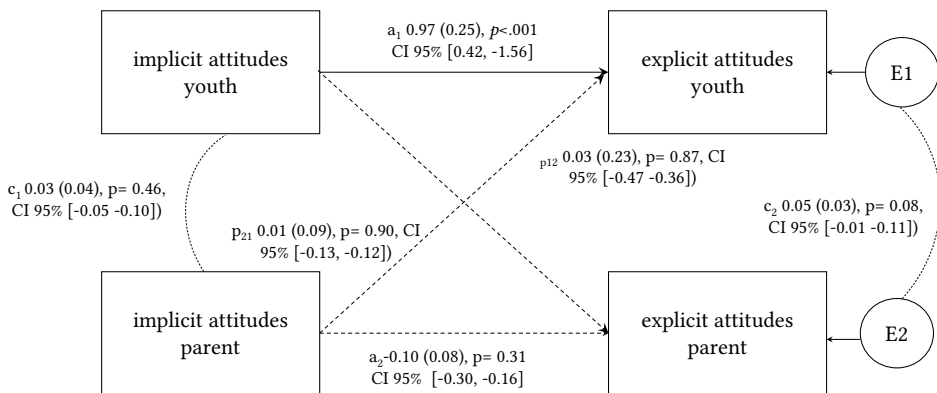 a₁ 0.97 (0.25), p<.001
CI 95% [0.42, -1.56]
implicit attitudes
youth
explicit attitudes
youth
E1
p12 0.03 (0.23), p= 0.87, CI
95% [-0.47 -0.36])
c₁ 0.03 (0.04), p= 0.46,
CI 95% [-0.05 -0.10])
c₂ 0.05 (0.03), p= 0.08,
CI 95% [-0.01 -0.11])
p₂₁ 0.01 (0.09), p= 0.90, CI
95% [-0.13, -0.12])
implicit attitudes
parent
explicit attitudes
parent
E2
a₂-0.10 (0.08), p= 0.31
CI 95% [-0.30, -0.16]